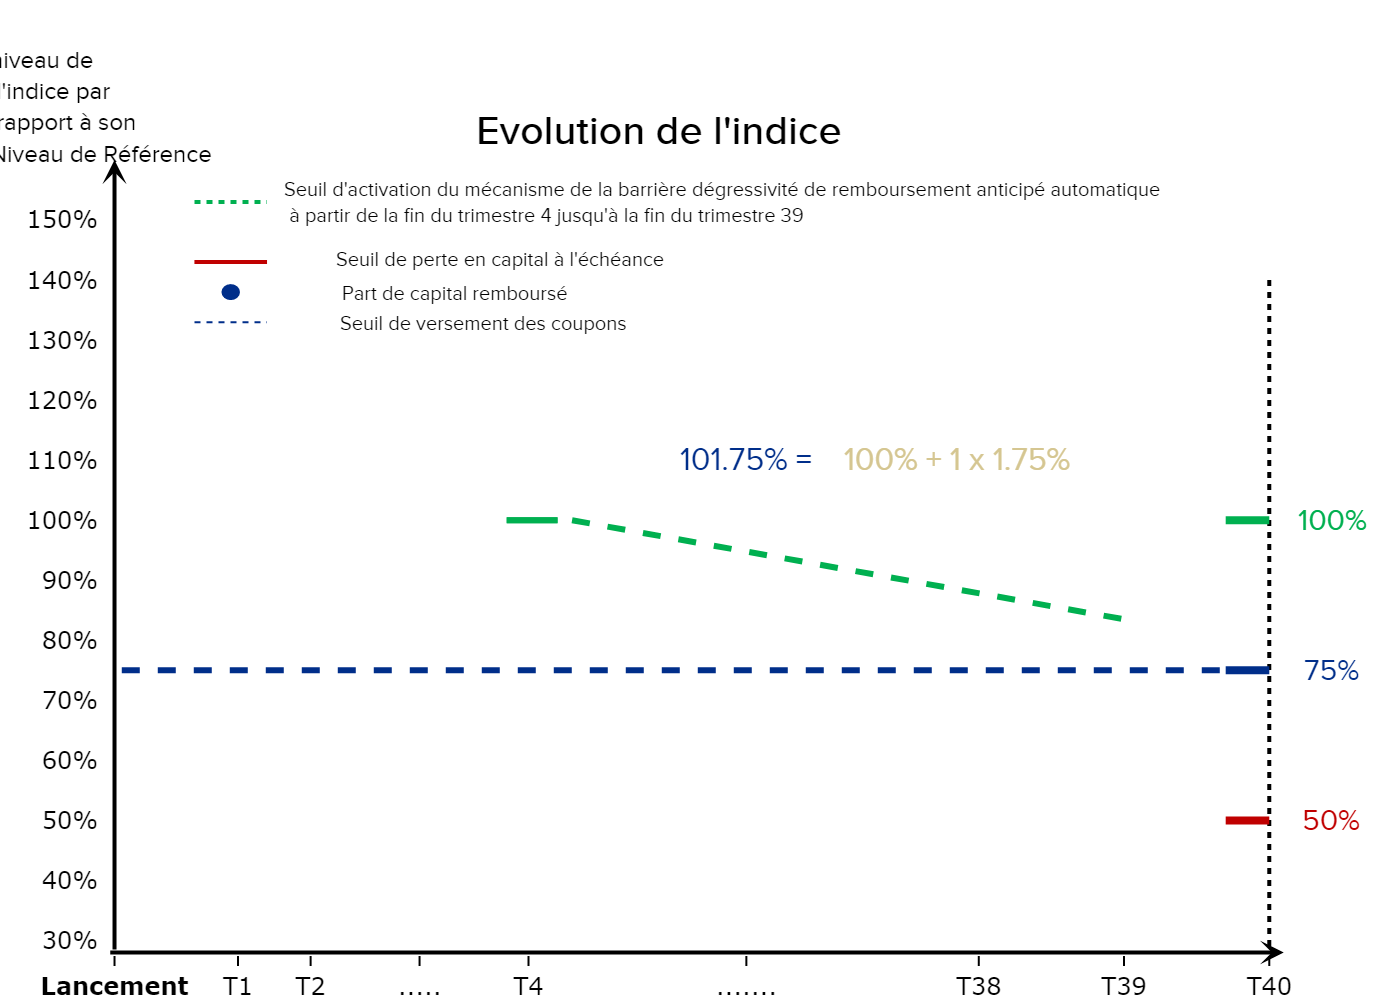 niveau de
l'indice par
rapport à son
Niveau de Référence
Evolution de l'indice
Seuil d'activation du mécanisme de la barrière dégressivité de remboursement anticipé automatique
à partir de la fin du trimestre 4 jusqu'à la fin du trimestre 39
Seuil de perte en capital à l'échéance
Part de capital remboursé
Seuil de versement des coupons
150%
140%
130%
120%
110%
101.75% = 100% + 1 x 1.75%
100%
100%
90%
80%
75%
70%
60%
50%
50%
40%
30%
Lancement T1 T2 ..... T4 ....... T38 T39 T40